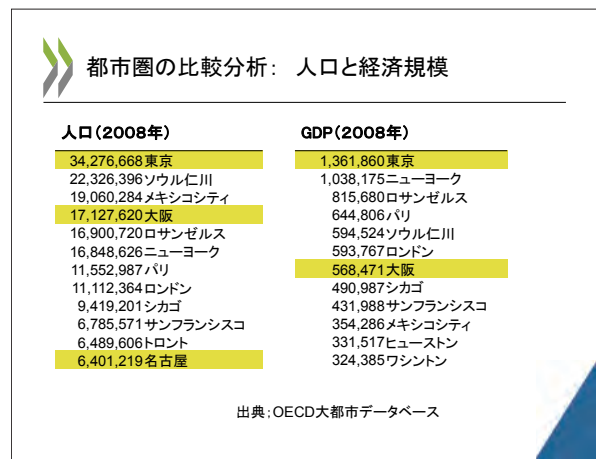 都市圏の比較分析： 人口と経済規模
人口（2008年）
34,276,668東京
22,326,396ソウル仁川
19,060,284メキシコシティ
17,127,620大阪
16,900,720ロサンゼルス
16,848,626ニューヨーク
11,552,987パリ
11,112,364ロンドン
9,419,201シカゴ
6,785,571サンフランシスコ
6,489,606トロント
6,401,219名古屋
GDP（2008年）
1,361,860東京
1,038,175ニューヨーク
815,680ロサンゼルス
644,806パリ
594,524ソウル仁川
593,767ロンドン
568,471大阪
490,987シカゴ
431,988サンフランシスコ
354,286メキシコシティ
331,517ヒューストン
324,385ワシントン
出典；OECD大都市データベース